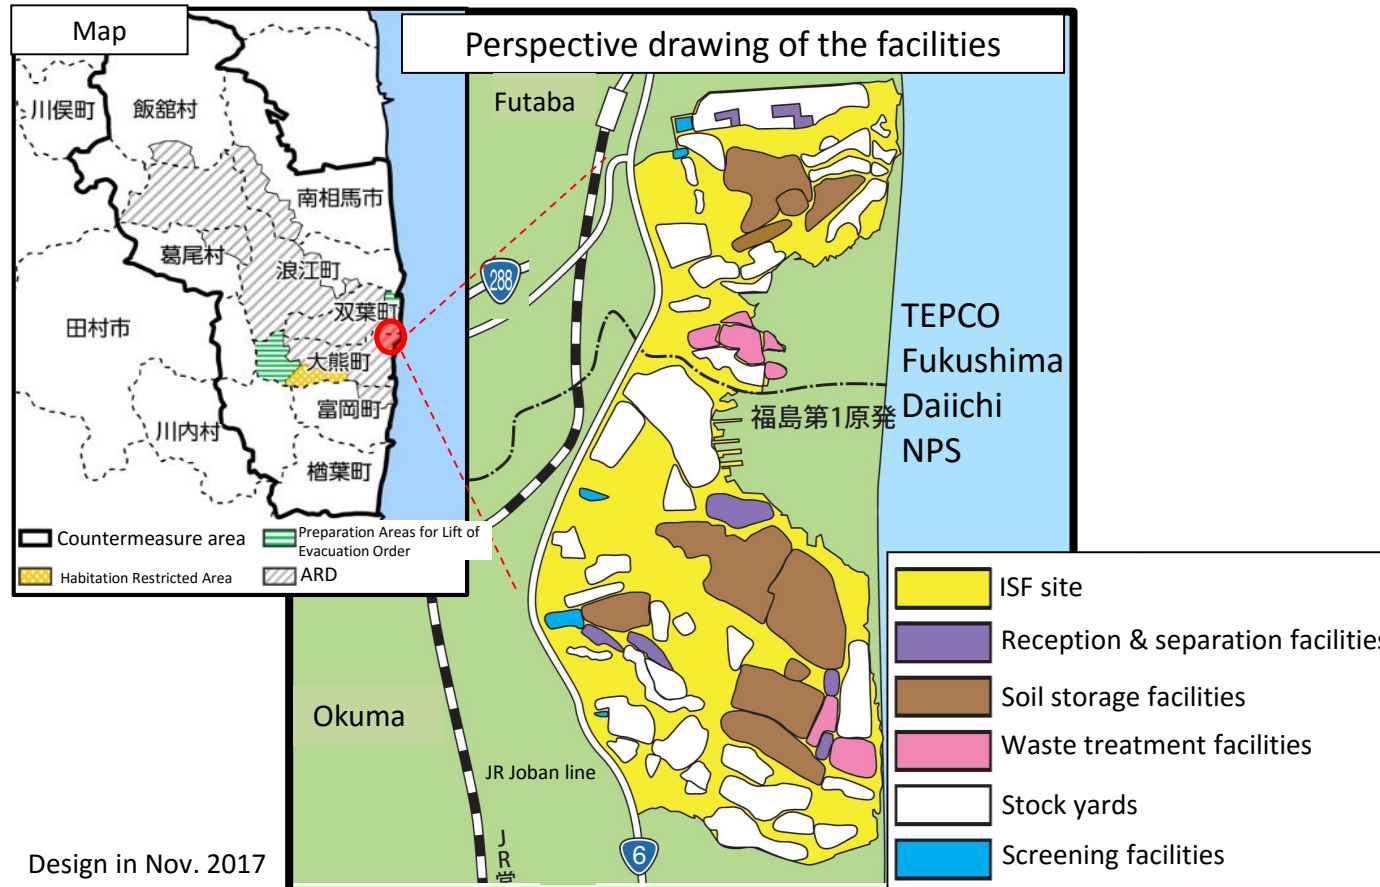 Map
Perspective drawing of the facilities
川俣町
飯舘村
南相馬市
葛尾村
浪江町
双葉町
田村市
大熊町
富岡町
川内村
楢葉町
Countermeasure area
Preparation Areas for Lift of
Evacuation Order
Habitation Restricted Area
ARD
Futaba
288
TEPCO
Fukushima
Daiichi
NPS
福島第1原発
Okuma
JR Joban line
JR常
6
ISF site
Reception & separation facilities
Soil storage facilities
Waste treatment facilities
Stock yards
Screening facilities
Design in Nov. 2017